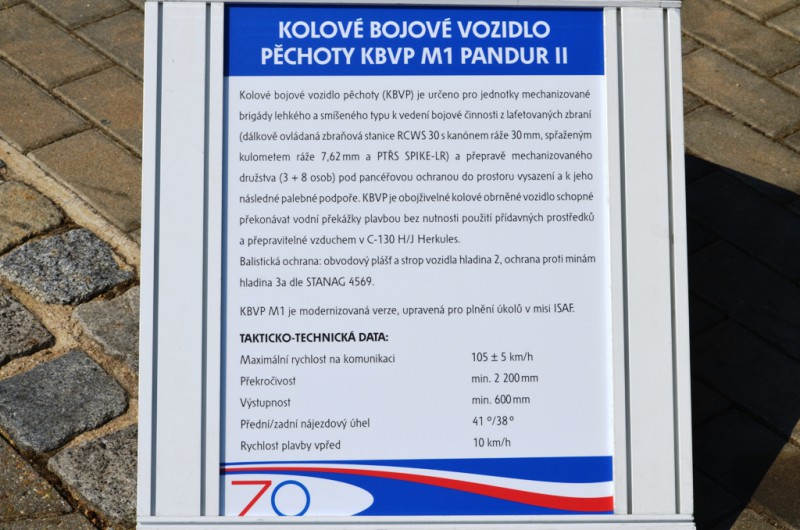 KOLOVÉ BOJOVÉ VOZIDLO
PĚCHOTY KBVP M1 PANDUR II
Kolové bojové vozidlo pěchoty (KBVP) je určeno pro jednotky mechanizované
brigády lehkého a smíšeného typu k vedení bojové činnosti z lafetovaných zbraní
(dálkově ovládaná zbraňová stanice RCWS 30 s kanónem ráže 30 mm, spřaženým
kulometem ráže 7,62 mm a PTŘS SPIKE-LR) a přepravě mechanizovaného
družstva (3 + 8 osob) pod pancéřovou ochranou do prostoru vysazení a k jeho
následné palebné podpoře. KBVP je obojživelné kolové obrněné vozidlo schopné
překonávat vodní překážky plavbou bez nutnosti použití přídavných prostředků
a přepravitelné vzduchem v C-130 H/J Herkules.
Balistická ochrana: obvodový plášť a strop vozidla hladina 2, ochrana proti minám
hladina 3a dle STANAG 4569.
KBVP M1 je modernizovaná verze, upravená pro plnění úkolů v misi ISAF.
TAKTICKO-TECHNICKÁ DATA:
Maximální rychlost na komunikaci 105 ± 5 km/h
Překročivost min. 2 200 mm
Výstupnost min. 600 mm
Přední/zadní nájezdový úhel 41 º/38 º
Rychlost plavby vpřed 10 km/h
70